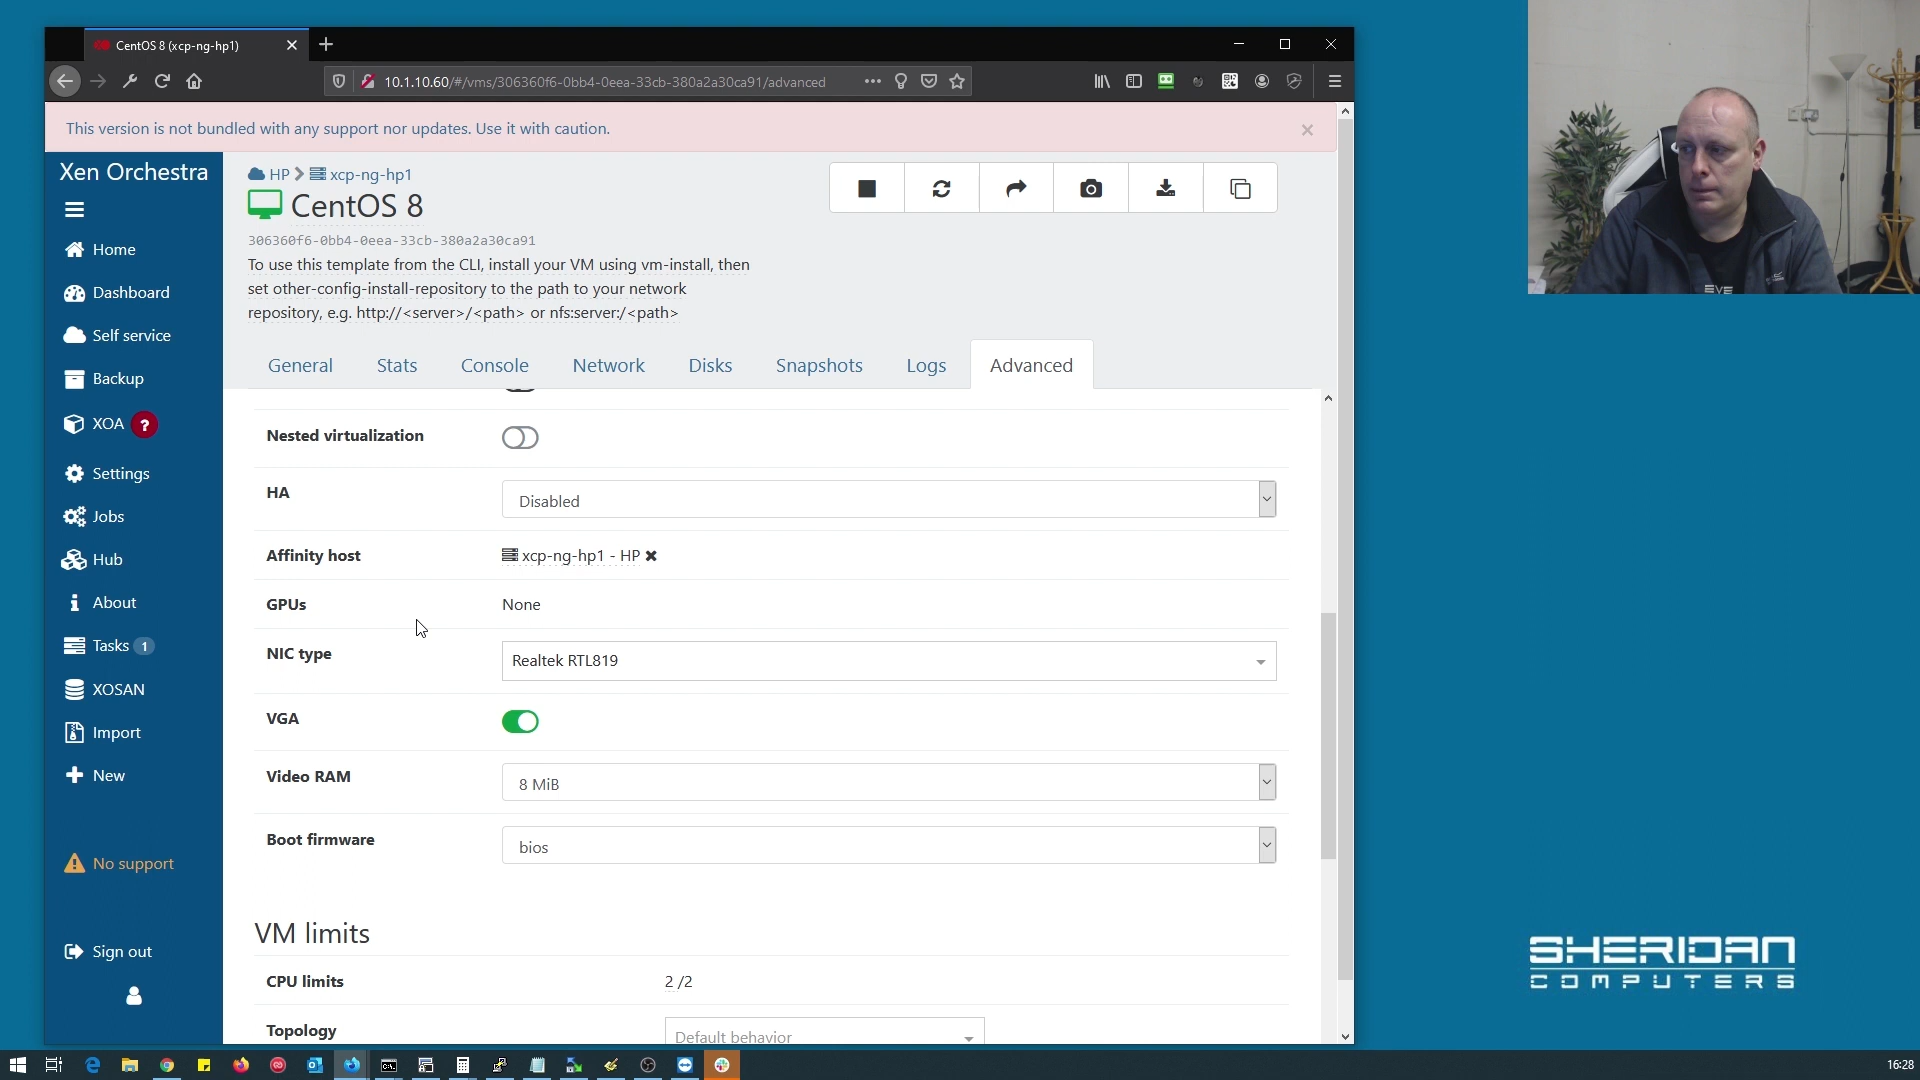 CentOS 8 (xcp-ng-hp1)
10.1.10.60/#/vms/306360f6-0bb4-0eea-33cb-380a2a30ca91/advanced
This version is not bundled with any support nor updates. Use it with caution.
Xen Orchestra
HP
xcp-ng-hp1
CentOS 8
306360f6-0bb4-0eea-33cb-380a2a30ca91
To use this template from the CLI, install your VM using vm-install, then
set other-config-install-repository to the path to your network
repository, e.g. http://<server>/<path> or nfs:server:/<path>
Home
Dashboard
Self service
Backup
XOA ?
Settings
Jobs
Hub
About
Tasks 1
XOSAN
Import
New
No support
Sign out
General
Stats
Console
Network
Disks
Snapshots
Logs
Advanced
Nested virtualization
HA
Disabled
Affinity host
xcp-ng-hp1 - HP
GPUs
None
NIC type
Realtek RTL819
VGA
Video RAM
8 MiB
Boot firmware
bios
VM limits
CPU limits
2 /2
Topology
Default behavior
EVE
SHERIDAN
COMPUTERS
16:28